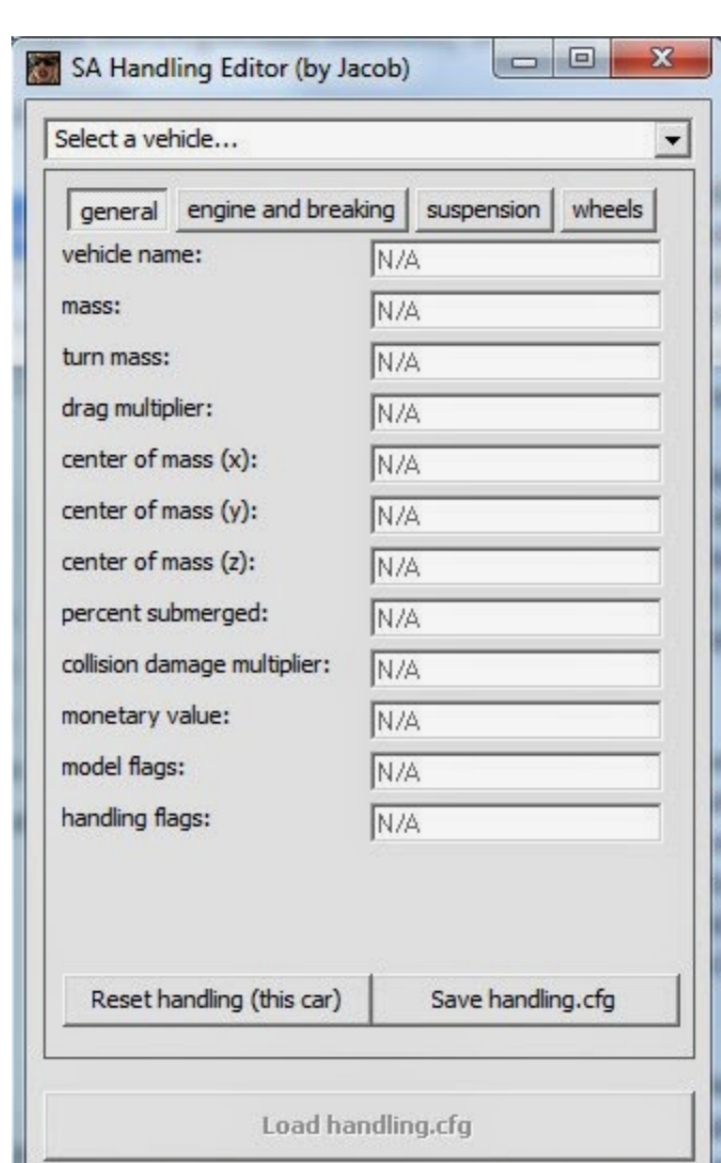 SA Handling Editor (by Jacob)
Select a vehicle...
general engine and breaking suspension wheels
vehicle name: N/A
mass: N/A
turn mass: N/A
drag multiplier: N/A
center of mass (x): N/A
center of mass (y): N/A
center of mass (z): N/A
percent submerged: N/A
collision damage multiplier: N/A
monetary value: N/A
model flags: N/A
handling flags: N/A
Reset handling (this car) Save handling.cfg
Load handling.cfg